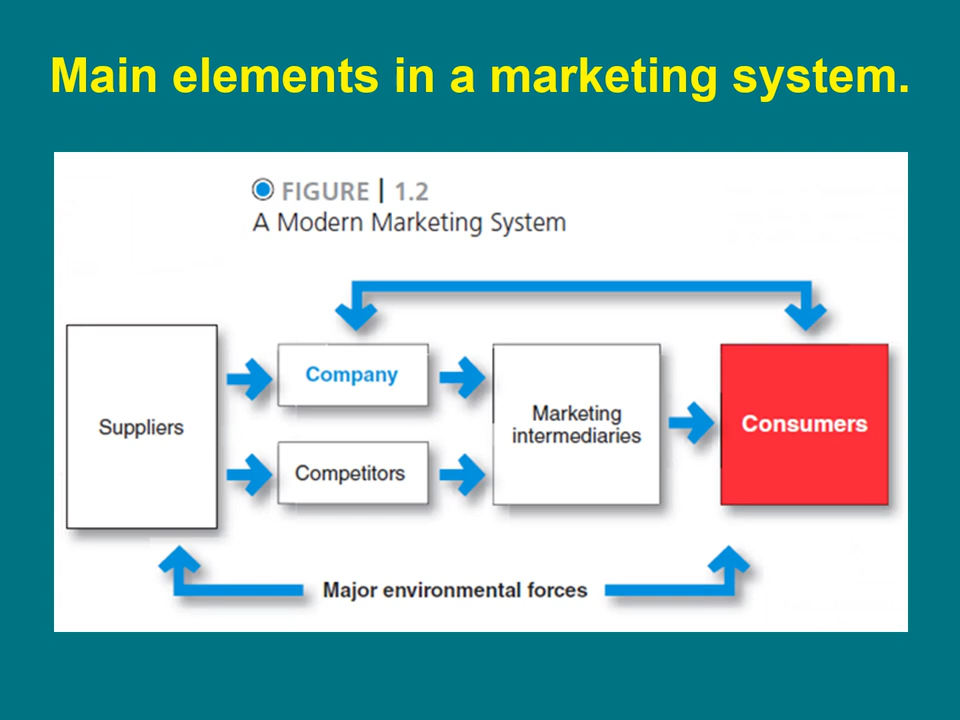 Main elements in a marketing system.
FIGURE | 1.2
A Modern Marketing System
Suppliers
Company
Competitors
Marketing
intermediaries
Consumers
Major environmental forces